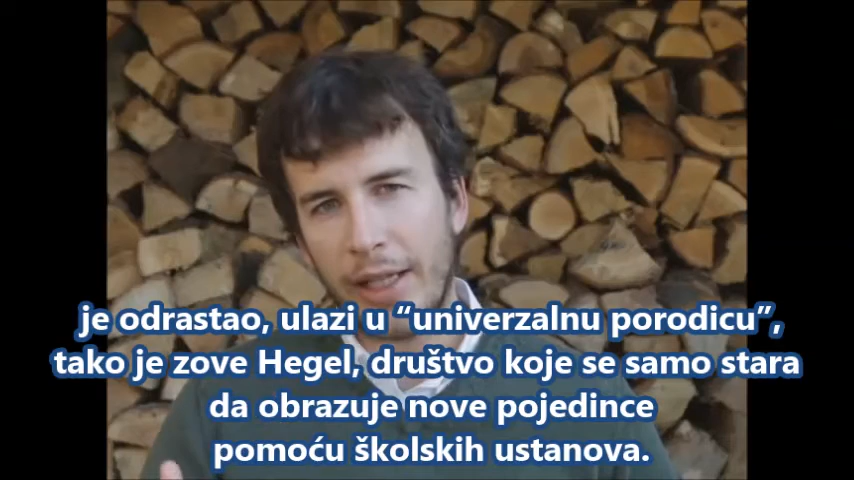 je odrastao, ulazi u “univerzalnu porodicu”,
tako je zove Hegel, društvo koje se samo stara
da obrazuje nove pojedince
pomoću školskih ustanova.